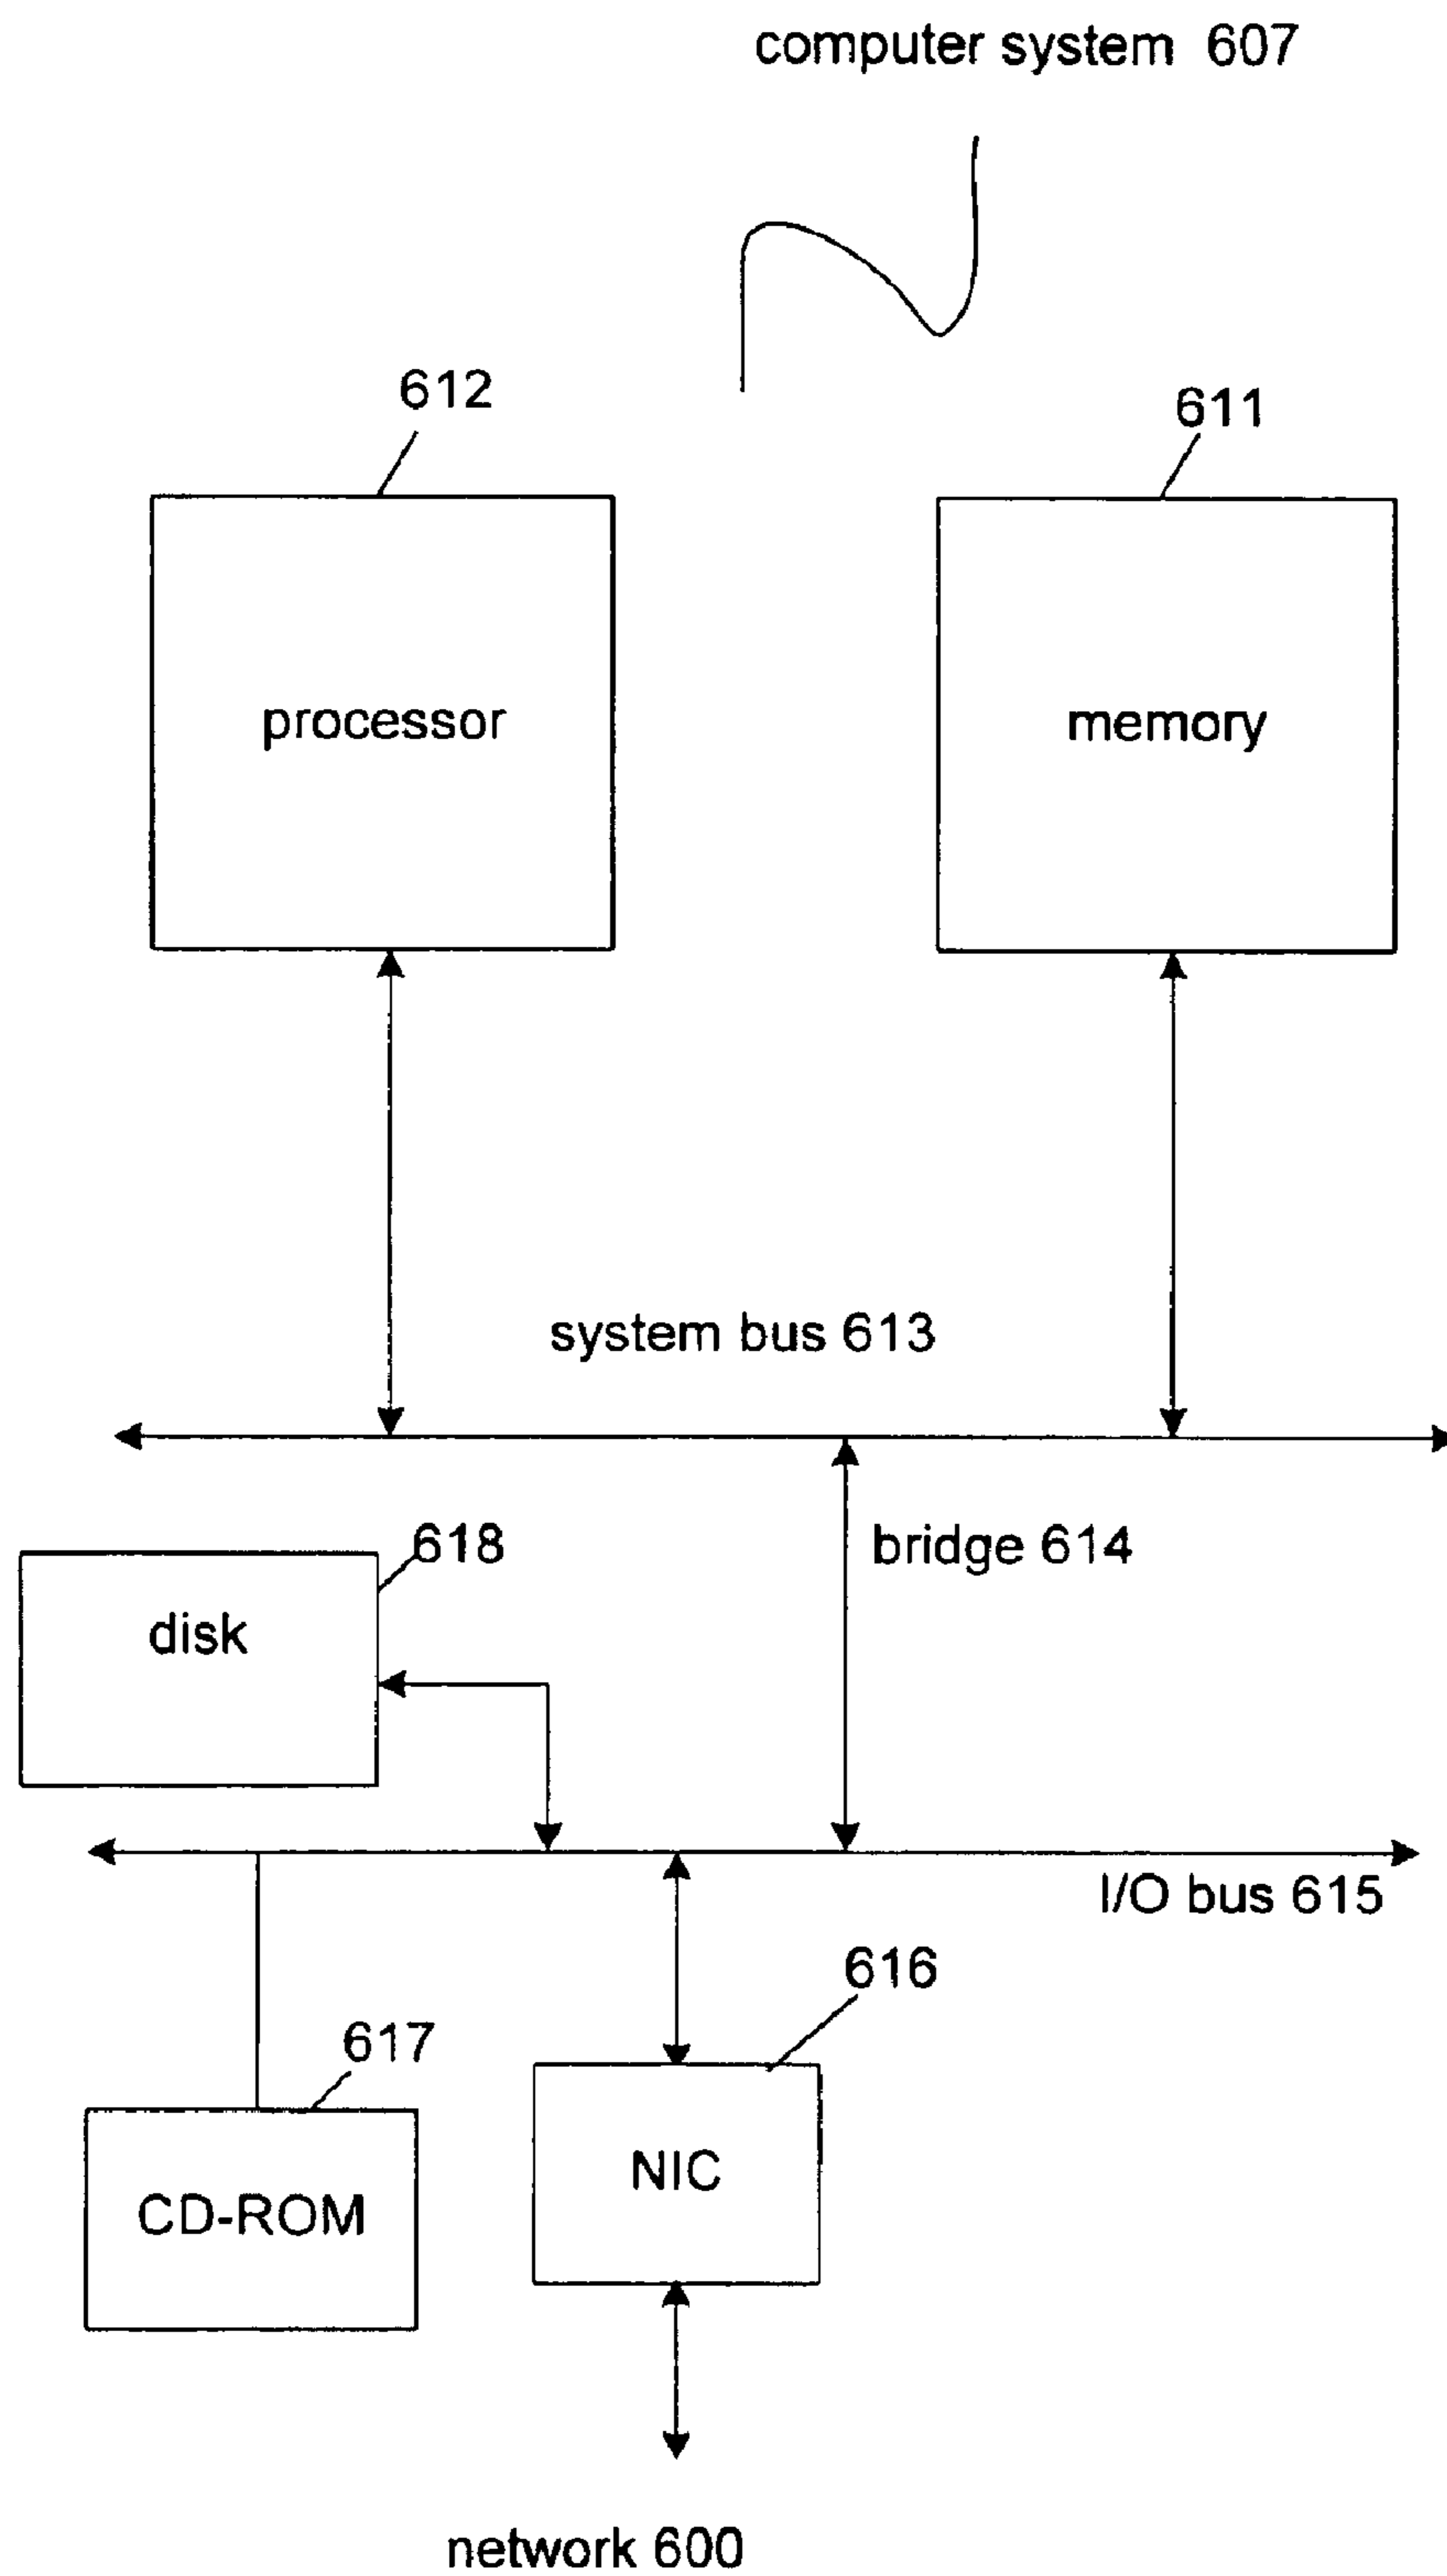 computer system 607
612
611
processor
memory
system bus 613
618
bridge 614
disk
I/O bus 615
616
617
NIC
CD-ROM
network 600